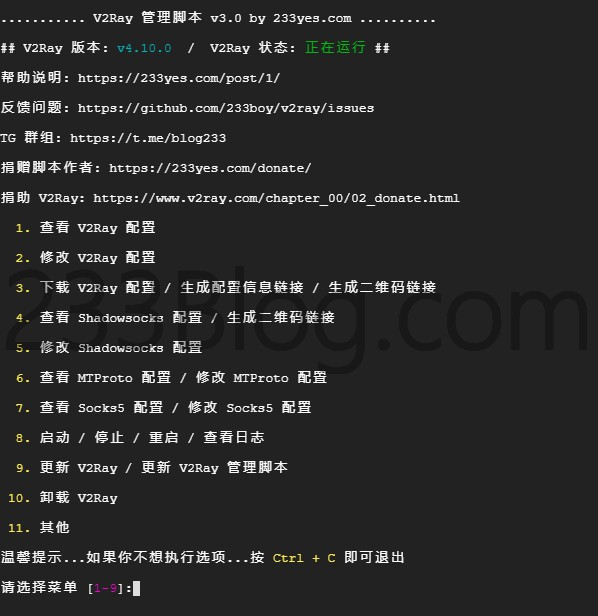 ........... V2Ray 管理脚本 v3.0 by 233yes.com ..........
## V2Ray 版本: v4.10.0 / V2Ray 状态: 正在运行 ##
帮助说明: https://233yes.com/post/1/
反馈问题: https://github.com/233boy/v2ray/issues
TG 群组: https://t.me/blog233
捐赠脚本作者: https://233yes.com/donate/
捐助 V2Ray: https://www.v2ray.com/chapter_00/02_donate.html
1. 查看 V2Ray 配置
2. 修改 V2Ray 配置
3. 下载 V2Ray 配置 / 生成配置信息链接 / 生成二维码链接
4. 查看 Shadowsocks 配置 / 生成二维码链接
5. 修改 Shadowsocks 配置
6. 查看 MTProto 配置 / 修改 MTProto 配置
7. 查看 Socks5 配置 / 修改 Socks5 配置
8. 启动 / 停止 / 重启 / 查看日志
9. 更新 V2Ray / 更新 V2Ray 管理脚本
10. 卸载 V2Ray
11. 其他
温馨提示...如果你不想执行选项...按 Ctrl + C 即可退出
请选择菜单 [1-9]:
233Blog.com